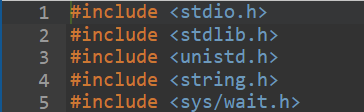 1 #include <stdio.h>
2 #include <stdlib.h>
3 #include <unistd.h>
4 #include <string.h>
5 #include <sys/wait.h>